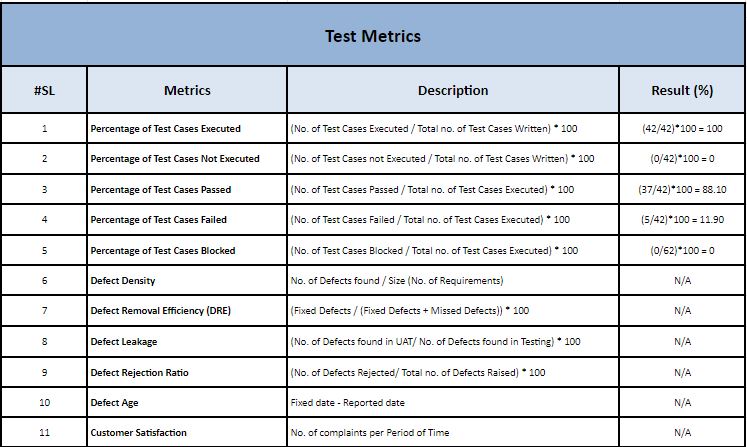 Test Metrics
#SL Metrics Description Result (%)
1 Percentage of Test Cases Executed (No. of Test Cases Executed / Total no. of Test Cases Written) * 100 (42/42)*100 = 100
2 Percentage of Test Cases Not Executed (No. of Test Cases not Executed / Total no. of Test Cases Written) * 100 (0/42)*100 = 0
3 Percentage of Test Cases Passed (No. of Test Cases Passed / Total no. of Test Cases Executed) * 100 (37/42)*100 = 88.10
4 Percentage of Test Cases Failed (No. of Test Cases Failed / Total no. of Test Cases Executed) * 100 (5/42)*100 = 11.90
5 Percentage of Test Cases Blocked (No. of Test Cases Blocked / Total no. of Test Cases Executed) * 100 (0/62)*100 = 0
6 Defect Density No. of Defects found / Size (No. of Requirements) N/A
7 Defect Removal Efficiency (DRE) (Fixed Defects / (Fixed Defects + Missed Defects)) * 100 N/A
8 Defect Leakage (No. of Defects found in UAT/ No. of Defects found in Testing) * 100 N/A
9 Defect Rejection Ratio (No. of Defects Rejected/ Total no. of Defects Raised) * 100 N/A
10 Defect Age Fixed date - Reported date N/A
11 Customer Satisfaction No. of complaints per Period of Time N/A